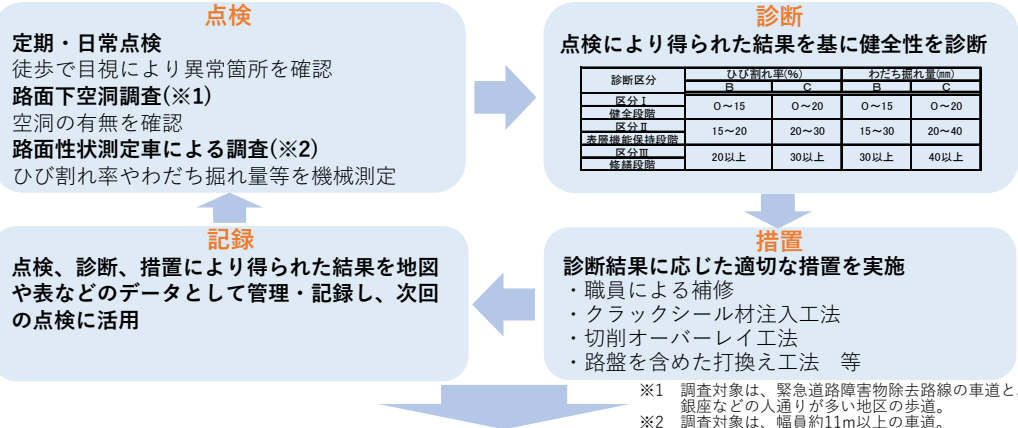 点検
定期・日常点検
徒歩で目視により異常箇所を確認
路面下空洞調査(※1)
空洞の有無を確認
路面性状測定車による調査(※2)
ひび割れ率やわだち掘れ量等を機械測定
診断
点検により得られた結果を基に健全性を診断
診断区分 ひび割れ率(%) わだち掘れ量(㎜)
B C B C
区分Ⅰ
健全段階
0～15 0～20 0～15 0～20
区分Ⅱ
表層機能保持段階
15～20 20～30 15～30 20～40
区分Ⅲ
修繕段階
20以上 30以上 30以上 40以上
記録
点検、診断、措置により得られた結果を地図
や表などのデータとして管理・記録し、次回
の点検に活用
措置
診断結果に応じた適切な措置を実施
・職員による補修
・クラックシール材注入工法
・切削オーバーレイ工法
・路盤を含めた打換え工法 等
※1 調査対象は、緊急道路障害物除去路線の車道と、
銀座などの人通りが多い地区の歩道。
※2 調査対象は、幅員約11m以上の車道。